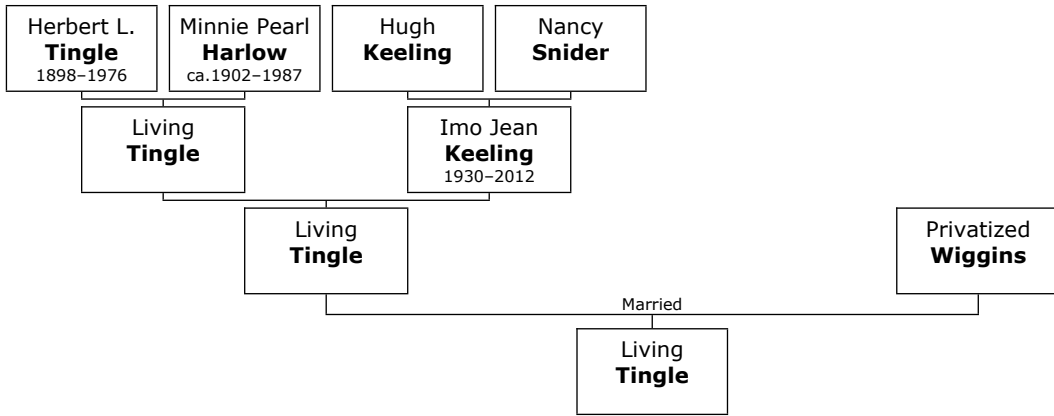 Herbert L.
Tingle
1898–1976
Minnie Pearl
Harlow
ca.1902–1987
Hugh
Keeling
Nancy
Snider
Living
Tingle
Imo Jean
Keeling
1930–2012
Living
Tingle
Privatized
Wiggins
Married
Living
Tingle